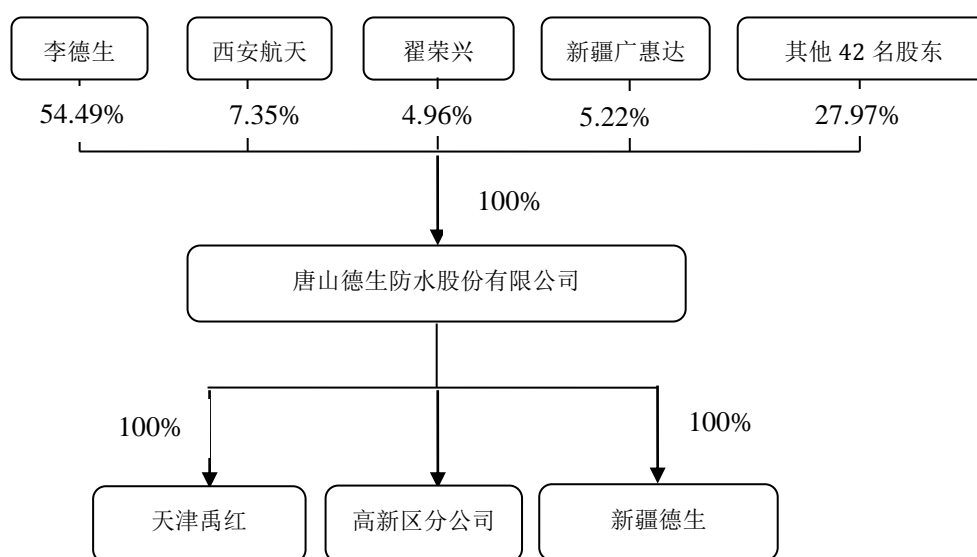 李德生 西安航天 翟荣兴 新疆广惠达 其他 42 名股东
54.49% 7.35% 4.96% 5.22% 27.97%
100%
唐山德生防水股份有限公司
100% 100%
天津禹红 高新区分公司 新疆德生